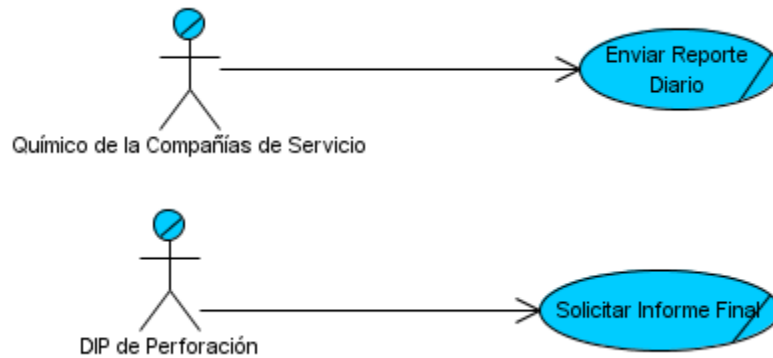 Enviar Reporte
Diario
Químico de la Compañías de Servicio
Solicitar Informe Final
DIP de Perforación